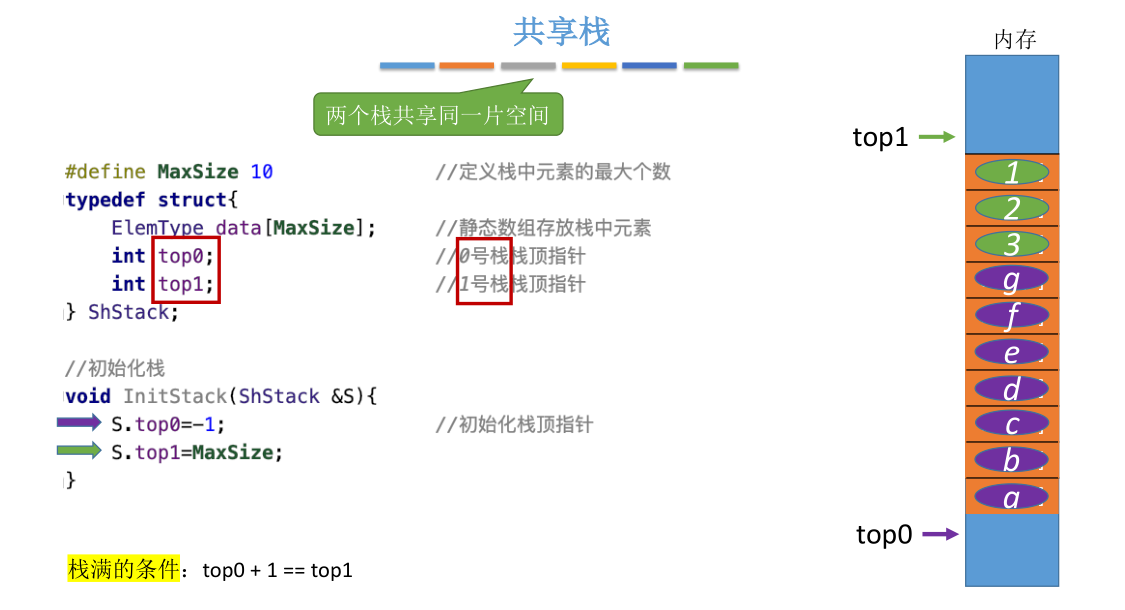 共享栈
两个栈共享同一片空间
#define MaxSize 10 //定义栈中元素的最大个数
typedef struct{
ElemType data[MaxSize]; //静态数组存放栈中元素
int top0; //0号栈栈顶指针
int top1; //1号栈栈顶指针
} ShStack;
//初始化栈
void InitStack(ShStack &S){
S.top0=-1; //初始化栈顶指针
S.top1=MaxSize;
}
栈满的条件：top0 + 1 == top1
内存
top1
1
2
3
g
f
e
d
c
b
a
top0